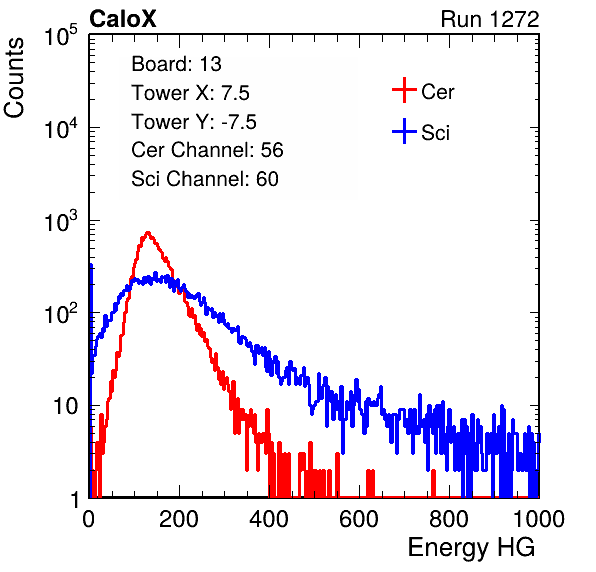 CaloX Run 1272
Counts
Board: 13
Tower X: 7.5
Tower Y: -7.5
Cer Channel: 56
Sci Channel: 60
Cer
Sci
10^5
10^4
10^3
10^2
10
1
0 200 400 600 800 1000
Energy HG